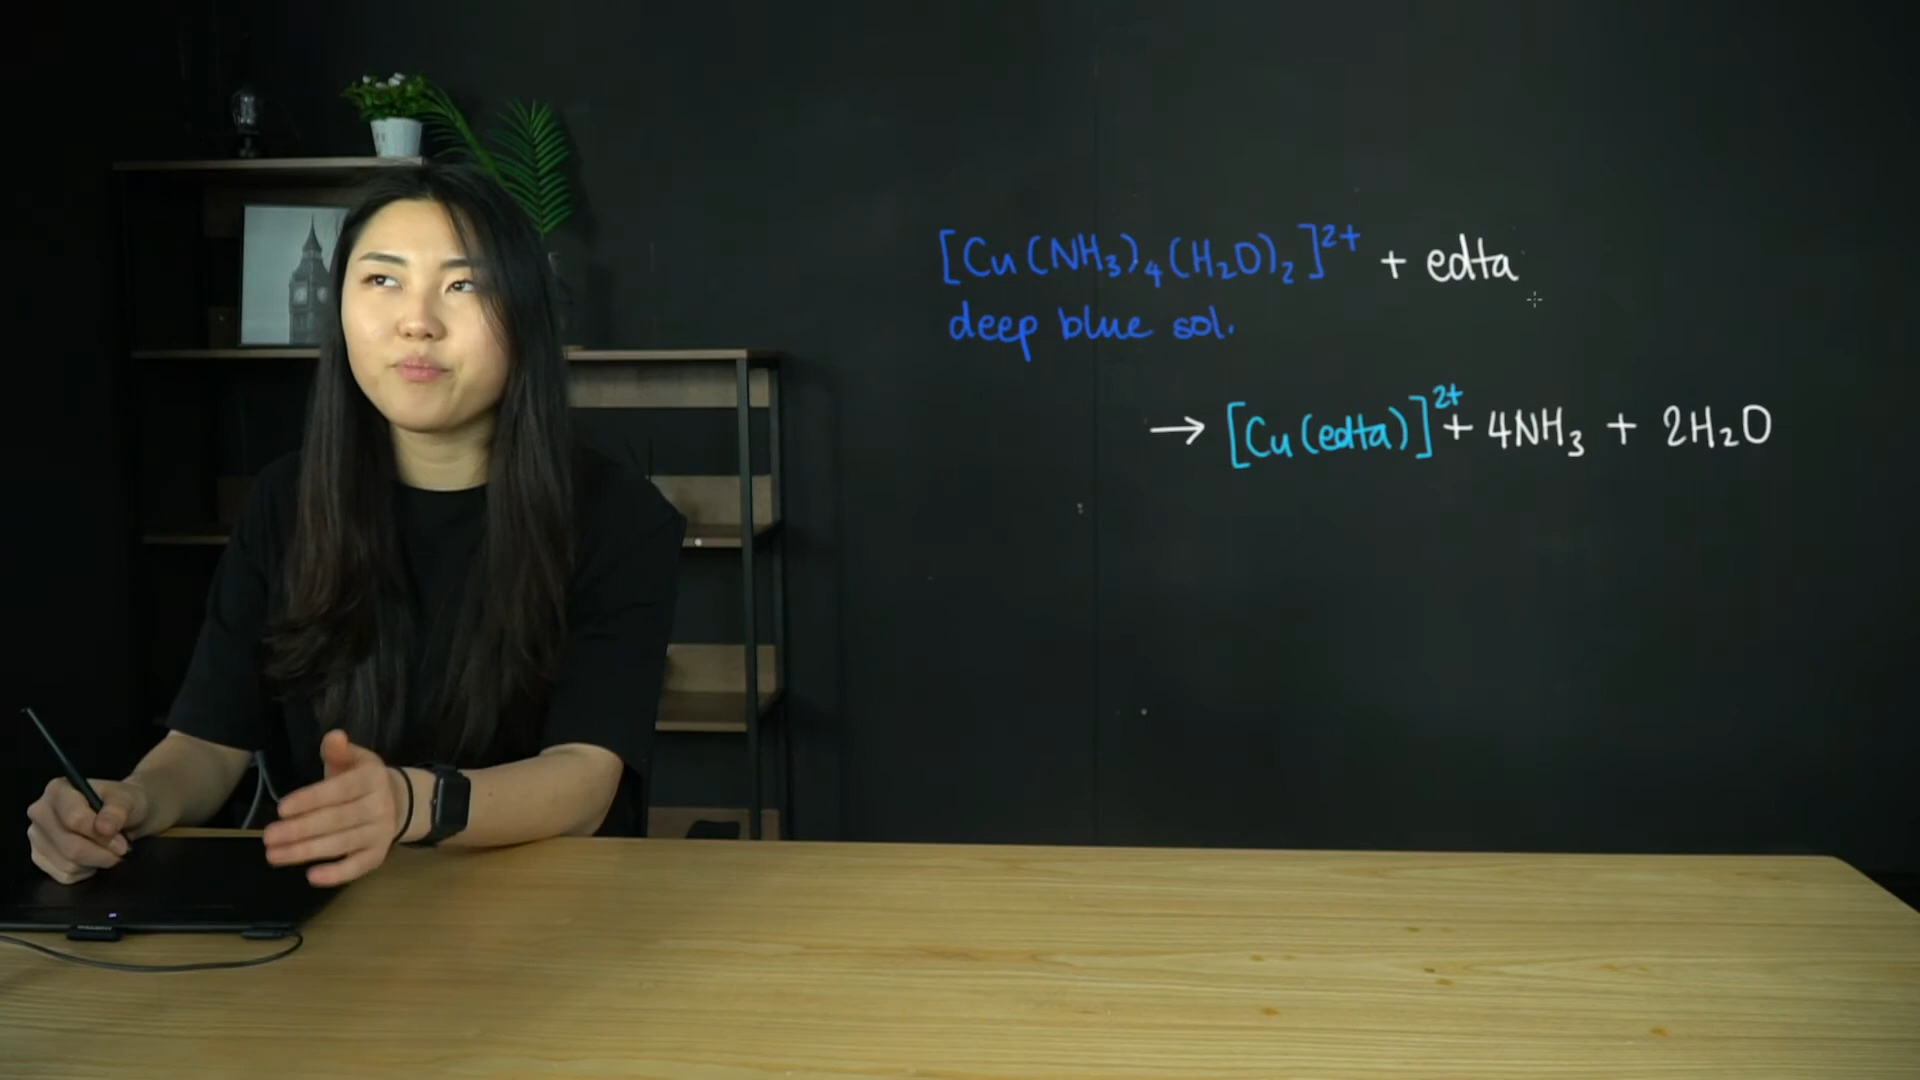 [Cu(NH₃)₄(H₂O)₂]²⁺ + edta
deep blue sol.
→ [Cu(edta)]²⁺ + 4NH₃ + 2H₂O